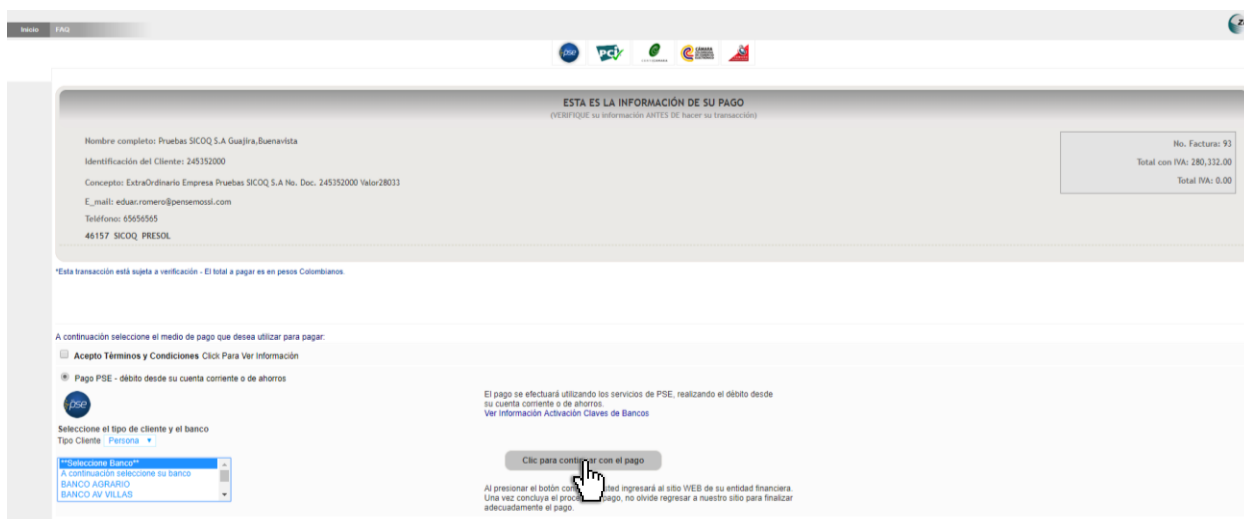 Inicio FAQ
pse PCI CÁMARA
ESTA ES LA INFORMACIÓN DE SU PAGO
(VERIFIQUE su información ANTES DE hacer su transacción)
Nombre completo: Pruebas SICOQ S.A Guajira,Buenavista
Identificación del Cliente: 245352000
Concepto: ExtraOrdinario Empresa Pruebas SICOQ S.A No. Doc. 245352000 Valor28033
E_mail: eduar.romero@pensemossl.com
Teléfono: 65656565
46157 SICOQ PRESOL
No. Factura: 93
Total con IVA: 280,332.00
Total IVA: 0.00
*Esta transacción está sujeta a verificación - El total a pagar es en pesos Colombianos.
A continuación seleccione el medio de pago que desea utilizar para pagar:
Acepto Términos y Condiciones Click Para Ver Información
Pago PSE - débito desde su cuenta corriente o de ahorros
pse
Seleccione el tipo de cliente y el banco
Tipo Cliente Persona
**Seleccione Banco**
A continuación seleccione su banco
BANCO AGRARIO
BANCO AV VILLAS
El pago se efectuará utilizando los servicios de PSE, realizando el débito desde
su cuenta corriente o de ahorros.
Ver Información Activación Claves de Bancos
Clic para continuar con el pago
Al presionar el botón usted ingresará al sitio WEB de su entidad financiera.
Una vez concluya el pago, no olvide regresar a nuestro sitio para finalizar
adecuadamente el pago.